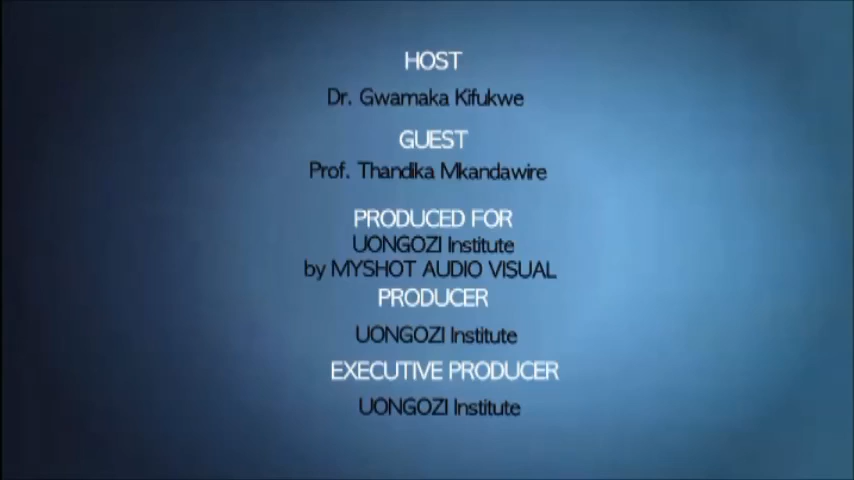 HOST
Dr. Gwamaka Kifukwe
GUEST
Prof. Thandika Mkandawire
PRODUCED FOR
UONGOZI Institute
by MYSHOT AUDIO VISUAL
PRODUCER
UONGOZI Institute
EXECUTIVE PRODUCER
UONGOZI Institute